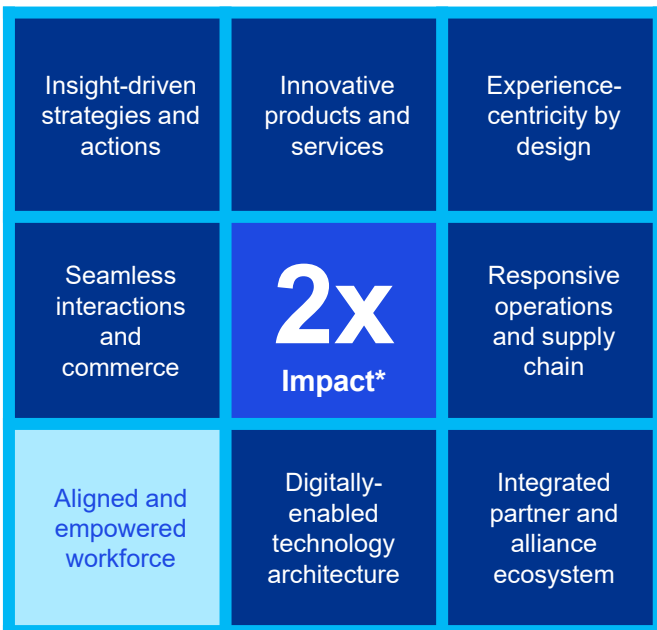 Insight-driven
strategies and
actions
Innovative
products and
services
Experience-
centricity by
design
Seamless
interactions
and
commerce
2x
Impact*
Responsive
operations
and supply
chain
Aligned and
empowered
workforce
Digitally-
enabled
technology
architecture
Integrated
partner and
alliance
ecosystem